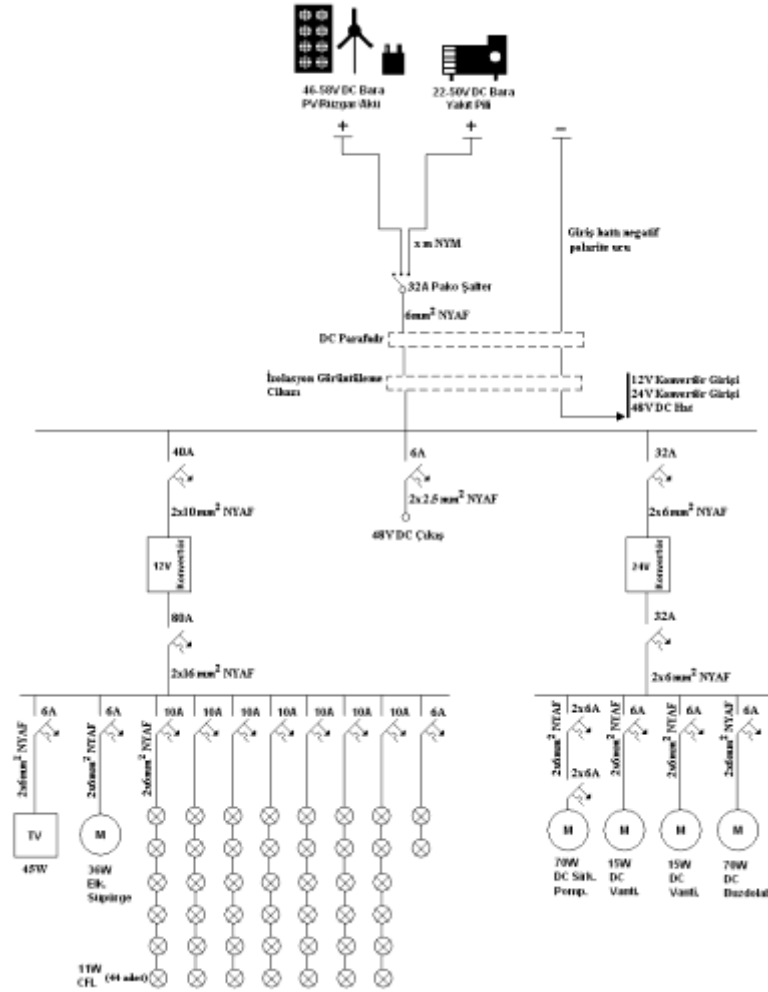 46-58V DC Bara
PV/Rüzgar/Akü
22-50V DC Bara
Yakıt Pili
+
+
−
Giriş hattı negatif
polarite ucu
x m NYM
32A Pako Şalter
6mm² NYAF
DC Parafudr
İzolasyon Görüntüleme
Cihazı
12V Konvertör Girişi
24V Konvertör Girişi
48V DC Hat
40A
6A
32A
2x10mm² NYAF
2x2.5mm² NYAF
2x6mm² NYAF
48V DC Çıkış
12V
Konvertör
24V
Konvertör
80A
32A
2x16mm² NYAF
2x6mm² NYAF
6A
6A
10A
10A
10A
10A
10A
10A
10A
6A
2x6A
6A
6A
6A
2x6mm² NYAF
2x6mm² NYAF
2x6mm² NYAF
2x6mm² NYAF
2x6mm² NYAF
2x6mm² NYAF
2x6mm² NYAF
2x6A
TV
M
M
M
M
M
45W
36W
Elk.
Süpürge
70W
DC Sirk.
Pomp.
15W
DC
Vanti.
15W
DC
Vanti.
70W
DC
Buzdolabı
11W
CFL
(44 adet)